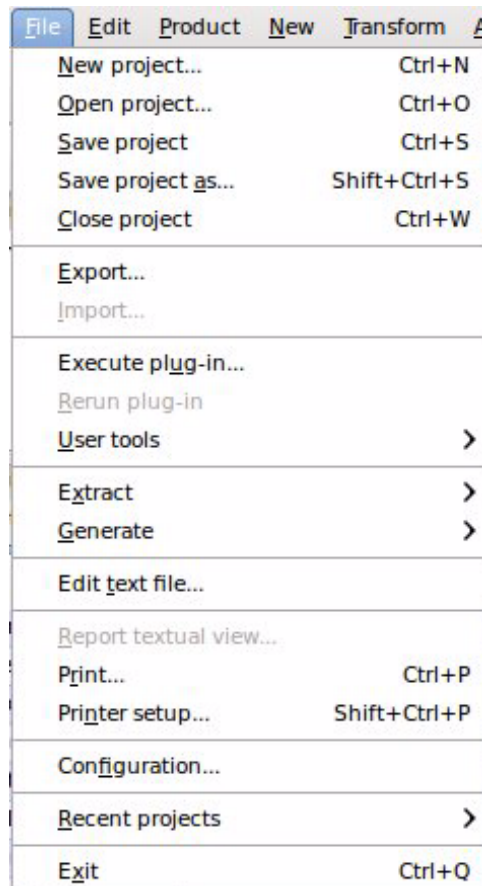 File Edit Product New Transform
New project... Ctrl+N
Open project... Ctrl+O
Save project Ctrl+S
Save project as... Shift+Ctrl+S
Close project Ctrl+W
Export...
Import...
Execute plug-in...
Rerun plug-in
User tools
Extract
Generate
Edit text file...
Report textual view...
Print... Ctrl+P
Printer setup... Shift+Ctrl+P
Configuration...
Recent projects
Exit Ctrl+Q